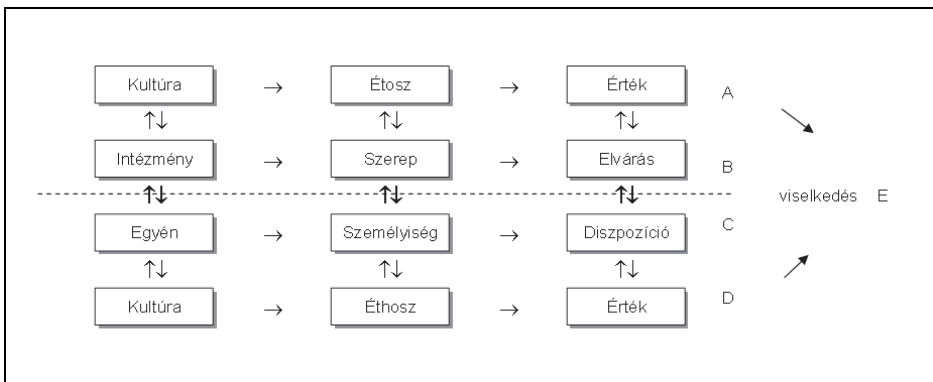 Kultúra → Étosz → Érték A
↑↓ ↑↓ ↑↓
Intézmény → Szerep → Elvárás B
↑↓ ↑↓ ↑↓ viselkedés E
Egyén → Személyiség → Diszpozíció C
↑↓ ↑↓ ↑↓
Kultúra → Éthosz → Érték D